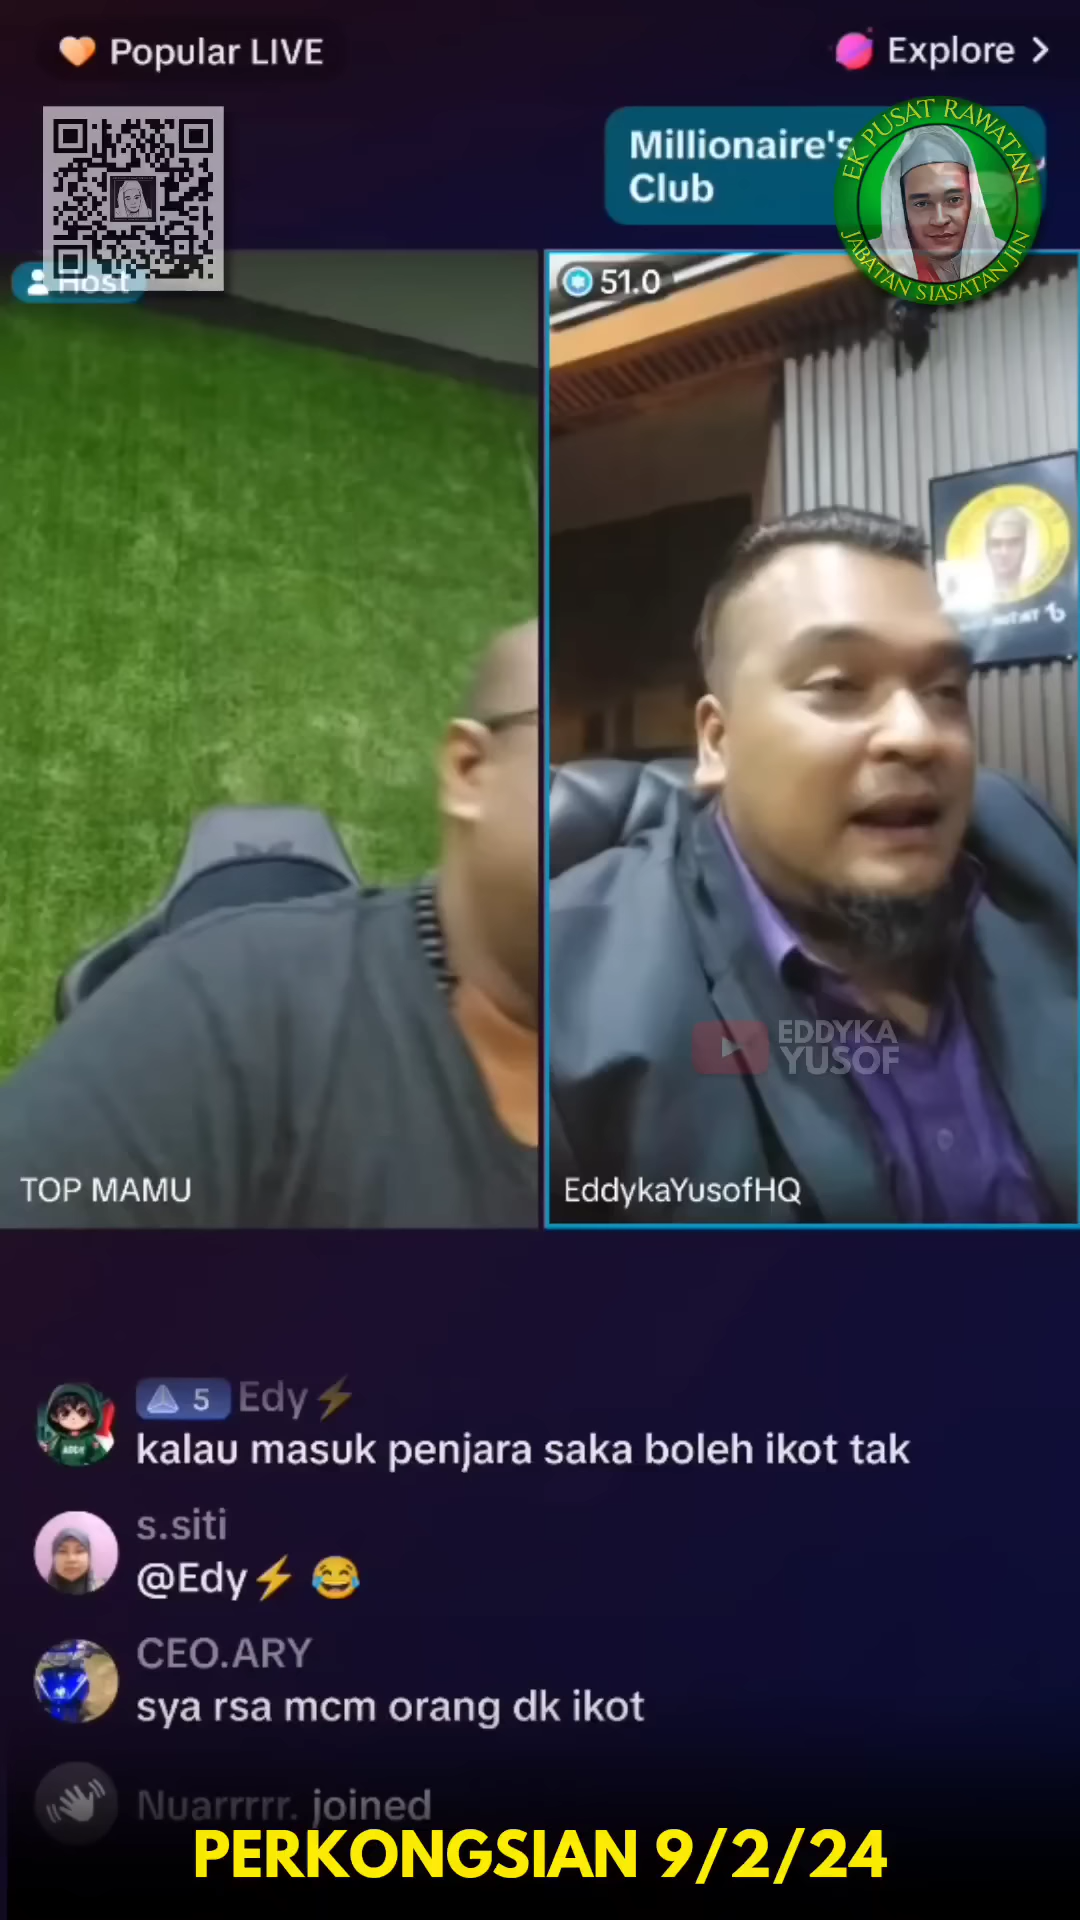 Popular LIVE
Explore
Millionaire's
Club
EK PUSAT RAWATAN
JABATAN SIASATAN JIN
Host
51.0
EDDYKA
YUSOF
TOP MAMU
EddykaYusofHQ
5 Edy
kalau masuk penjara saka boleh ikot tak
s.siti
@Edy
CEO.ARY
sya rsa mcm orang dk ikot
Nuarrrrr. joined
PERKONGSIAN 9/2/24